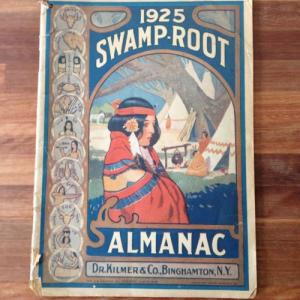 1925
SWAMP-ROOT
ALMANAC
DR. KILMER & CO., BINGHAMTON, N.Y.